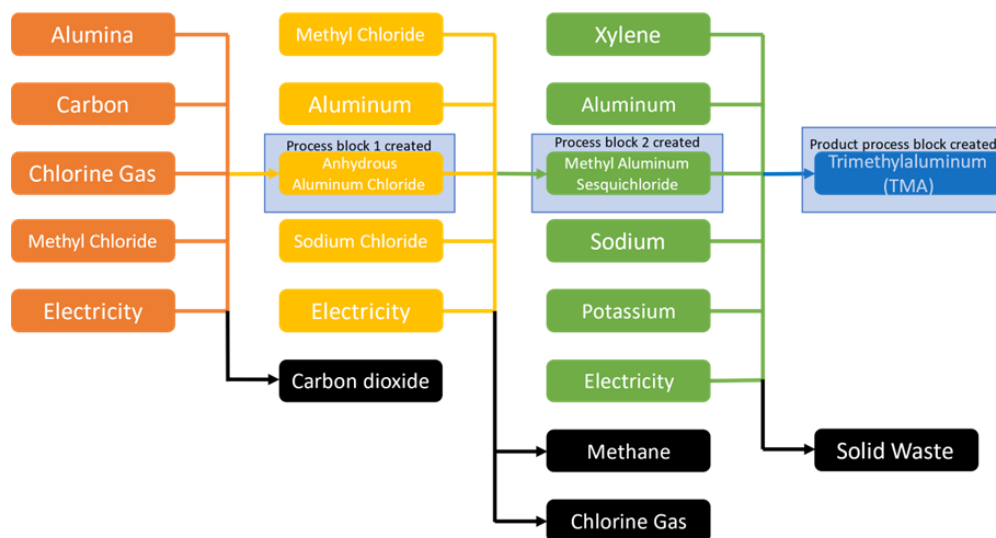 Alumina
Carbon
Chlorine Gas
Methyl Chloride
Electricity
Methyl Chloride
Aluminum
Process block 1 created
Anhydrous
Aluminum Chloride
Sodium Chloride
Electricity
Carbon dioxide
Xylene
Aluminum
Process block 2 created
Methyl Aluminum
Sesquichloride
Sodium
Potassium
Electricity
Methane
Chlorine Gas
Product process block created
Trimethylaluminum
(TMA)
Solid Waste